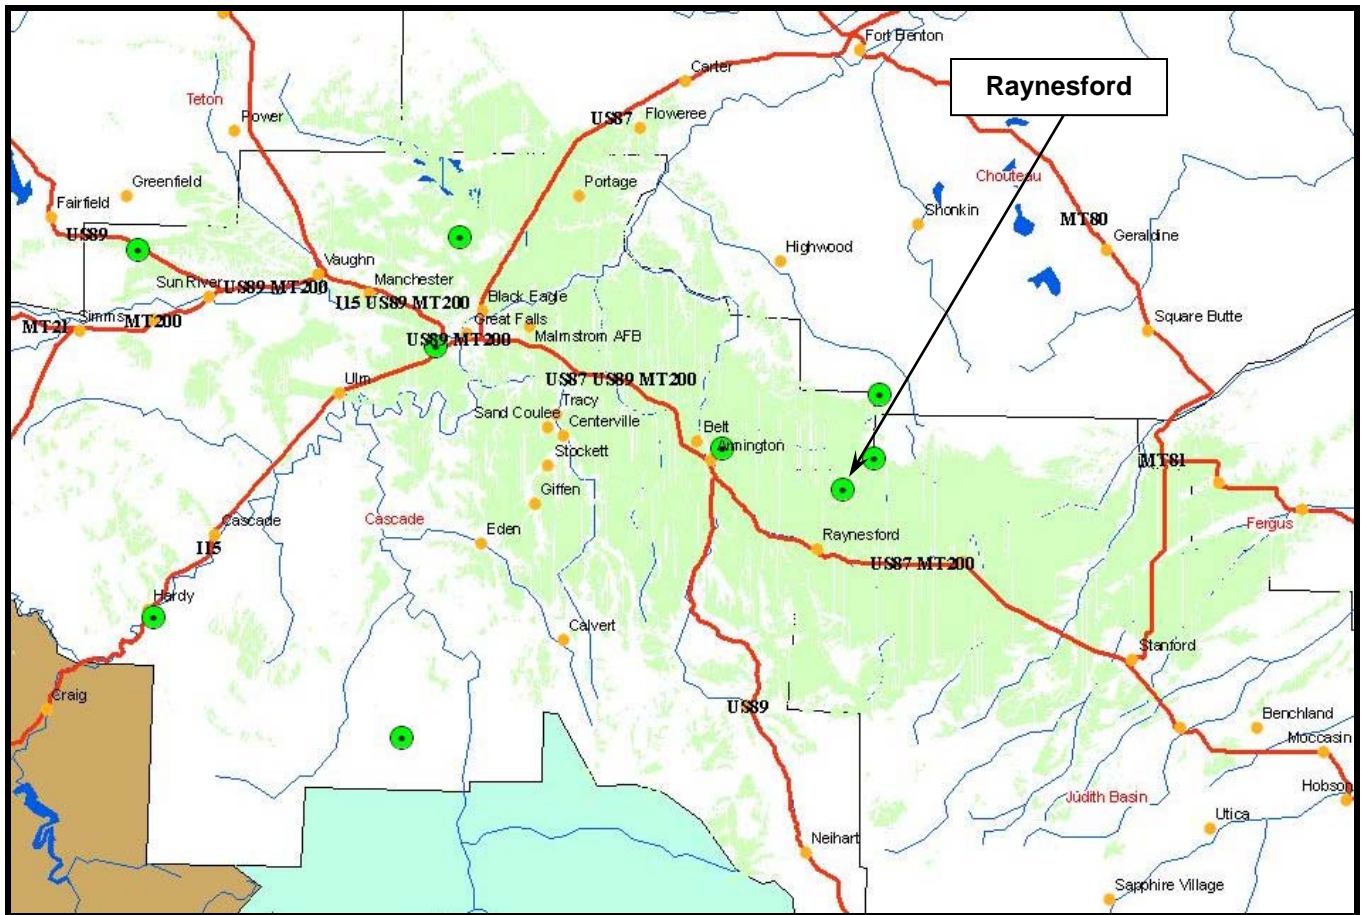 Fort Benton
Carter
Raynesford
Teton
Power
US87
Floweree
Greenfield
Portage
Chouteau
Fairfield
Shonkin
MT80
US89
Geraldine
Highwood
Vaughn
Manchester
Sun River
US89 MT200
I15 US89 MT200
Black Eagle
Simms
MT21
MT200
Great Falls
Square Butte
US89 MT200
Malmstrom AFB
Ulm
US87 US89 MT200
Tracy
Sand Coulee
Centerville
Belt
Armington
Stockett
MT81
Giffen
Cascade
Cascade
Eden
Raynesford
Fergus
I15
US87 MT200
Hardy
Calvert
Stanford
Craig
US89
Benchland
Moccasin
Judith Basin
Hobson
Utica
Neihart
Sapphire Village